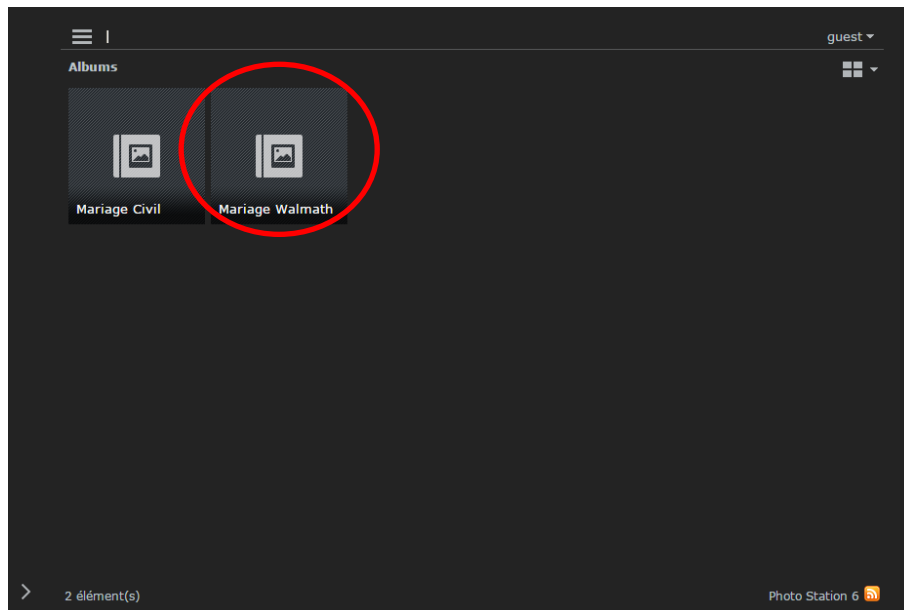 guest
Albums
Mariage Civil
Mariage Walmath
2 élément(s)
Photo Station 6